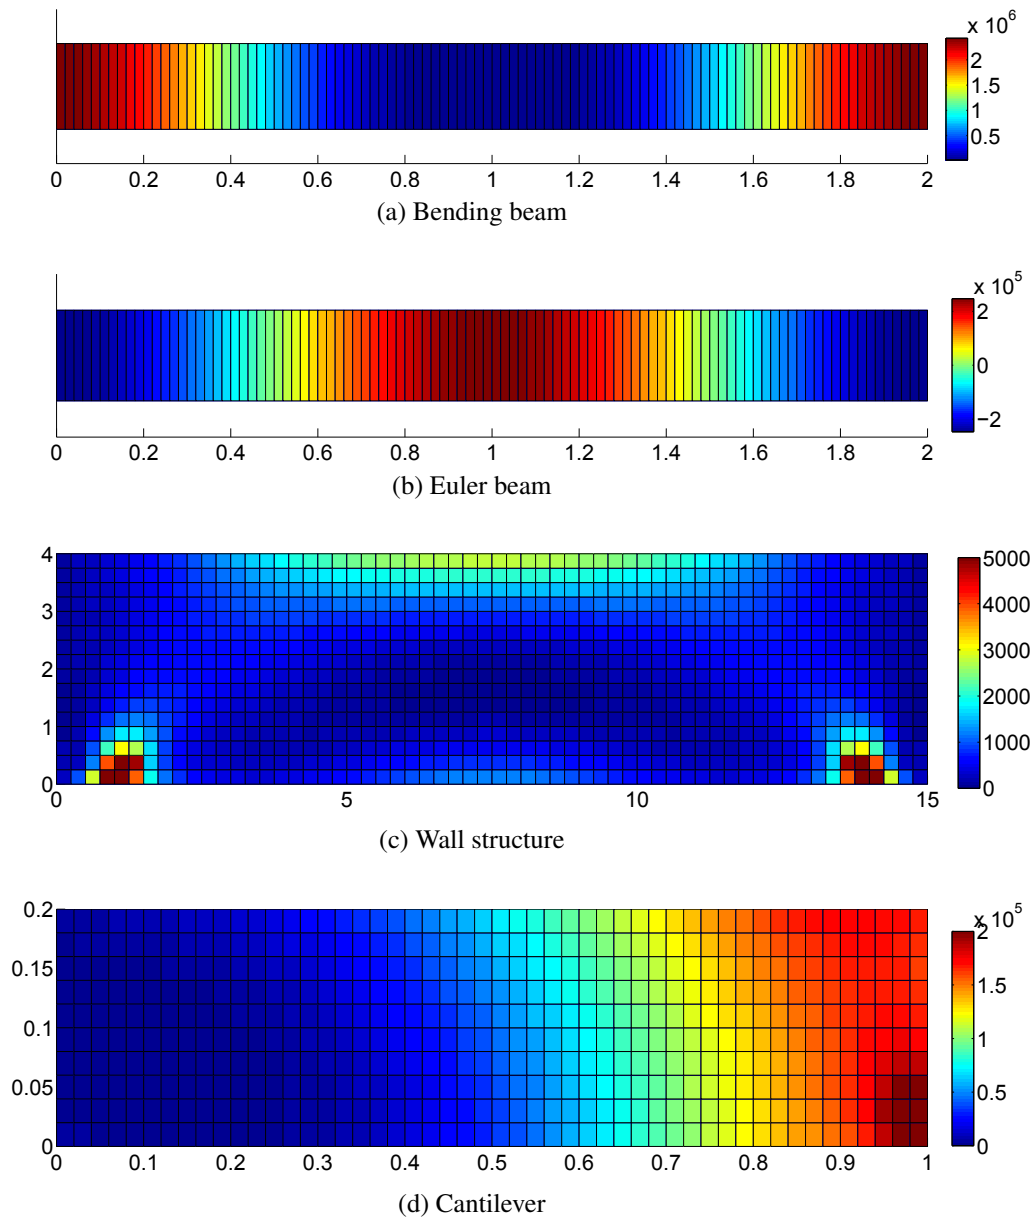 x 10^6
2
1.5
1
0.5
0 0.2 0.4 0.6 0.8 1 1.2 1.4 1.6 1.8 2
(a) Bending beam
x 10^5
2
0
−2
0 0.2 0.4 0.6 0.8 1 1.2 1.4 1.6 1.8 2
(b) Euler beam
4
3
2
1
0
5000
4000
3000
2000
1000
0
0 5 10 15
(c) Wall structure
0.2
0.15
0.1
0.05
0
x 10^5
2
1.5
1
0.5
0
0 0.1 0.2 0.3 0.4 0.5 0.6 0.7 0.8 0.9 1
(d) Cantilever